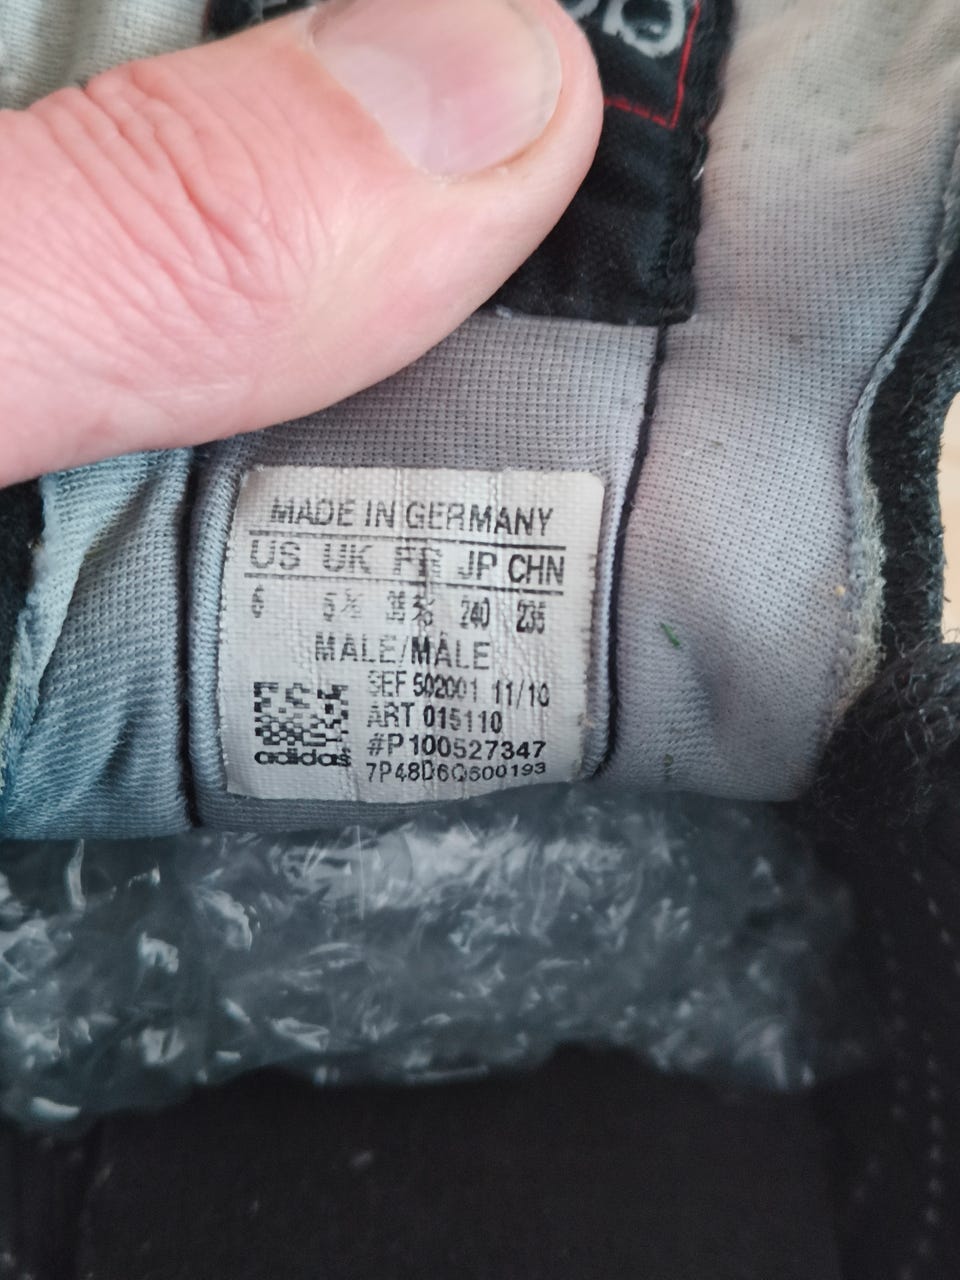 MADE IN GERMANY
US UK FR JP CHN
6 5½ 38⅔ 240 235
MALE/MÂLE
SEF 502001 11/10
ART 015110
#P100527347
7P48D6Q600193
adidas